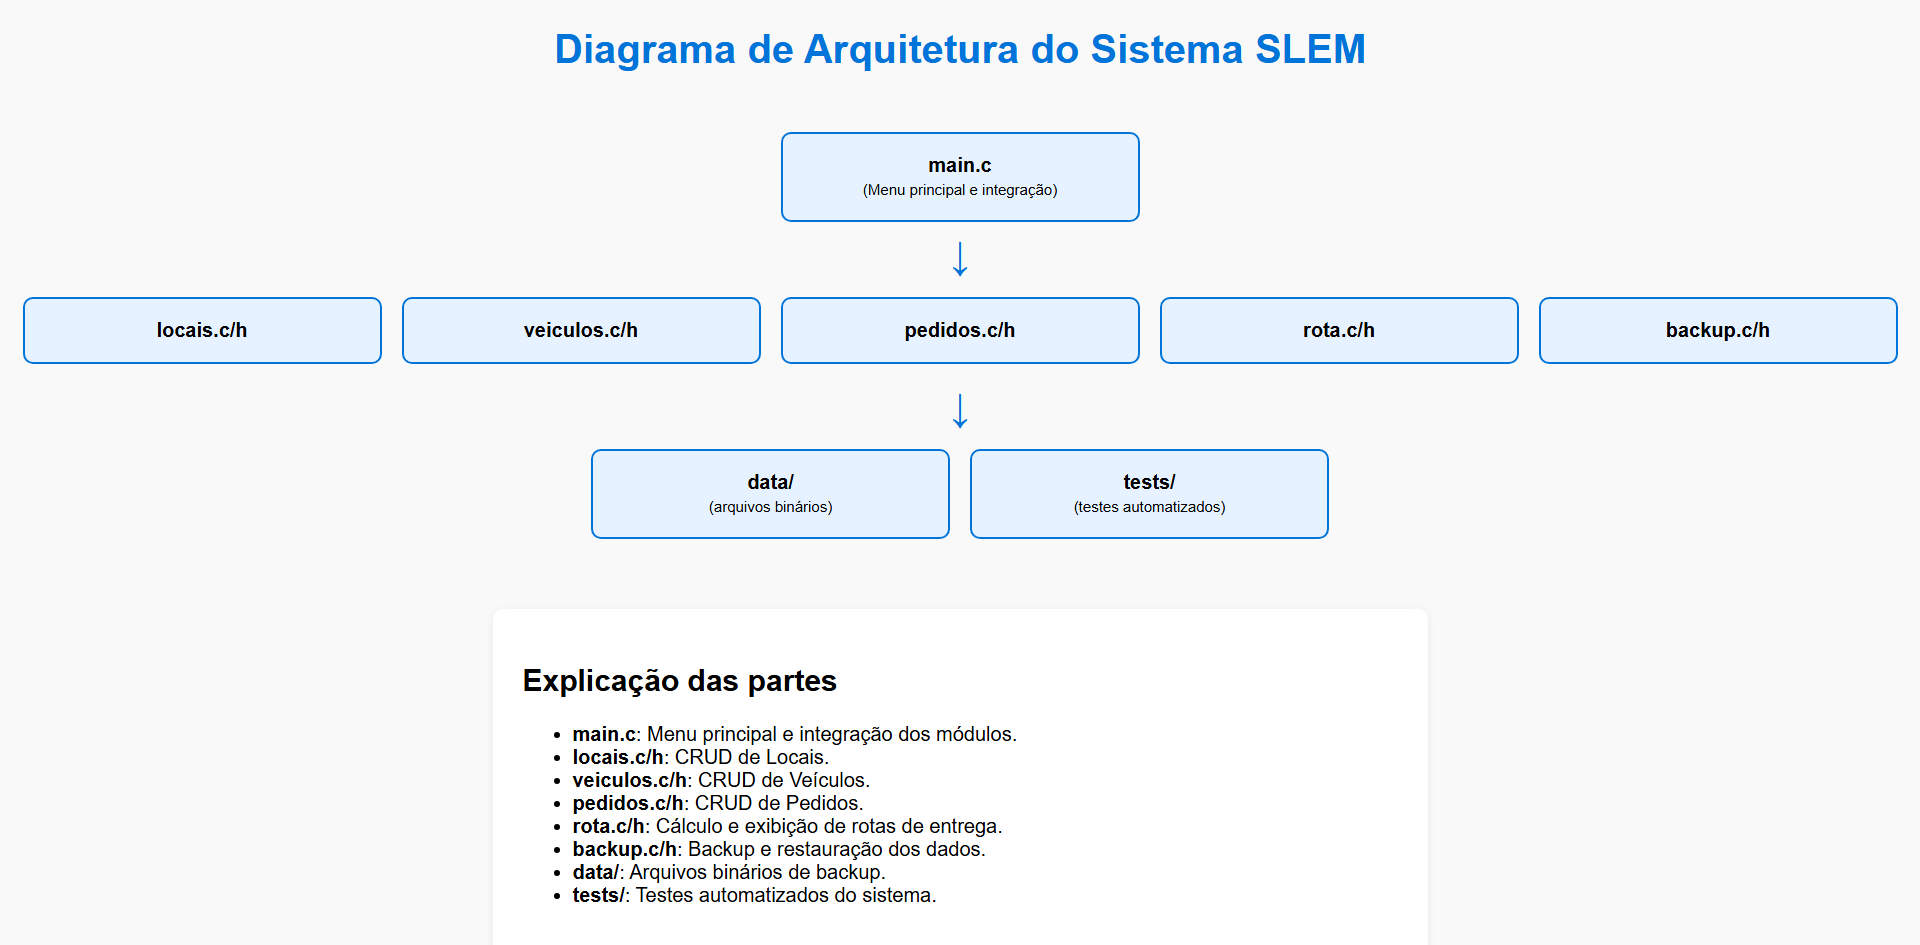 Diagrama de Arquitetura do Sistema SLEM
main.c
(Menu principal e integração)
↓
locais.c/h
veiculos.c/h
pedidos.c/h
rota.c/h
backup.c/h
↓
data/
(arquivos binários)
tests/
(testes automatizados)
Explicação das partes
• main.c: Menu principal e integração dos módulos.
• locais.c/h: CRUD de Locais.
• veiculos.c/h: CRUD de Veículos.
• pedidos.c/h: CRUD de Pedidos.
• rota.c/h: Cálculo e exibição de rotas de entrega.
• backup.c/h: Backup e restauração dos dados.
• data/: Arquivos binários de backup.
• tests/: Testes automatizados do sistema.